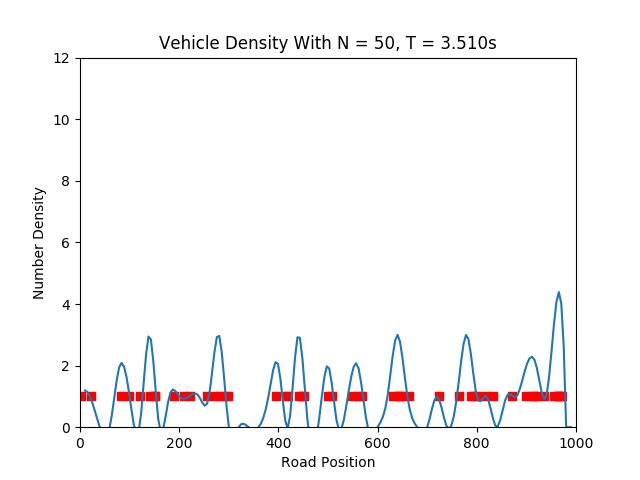 Vehicle Density With N = 50, T = 3.510s
12
10
8
6
4
2
0
Number Density
0 200 400 600 800 1000
Road Position